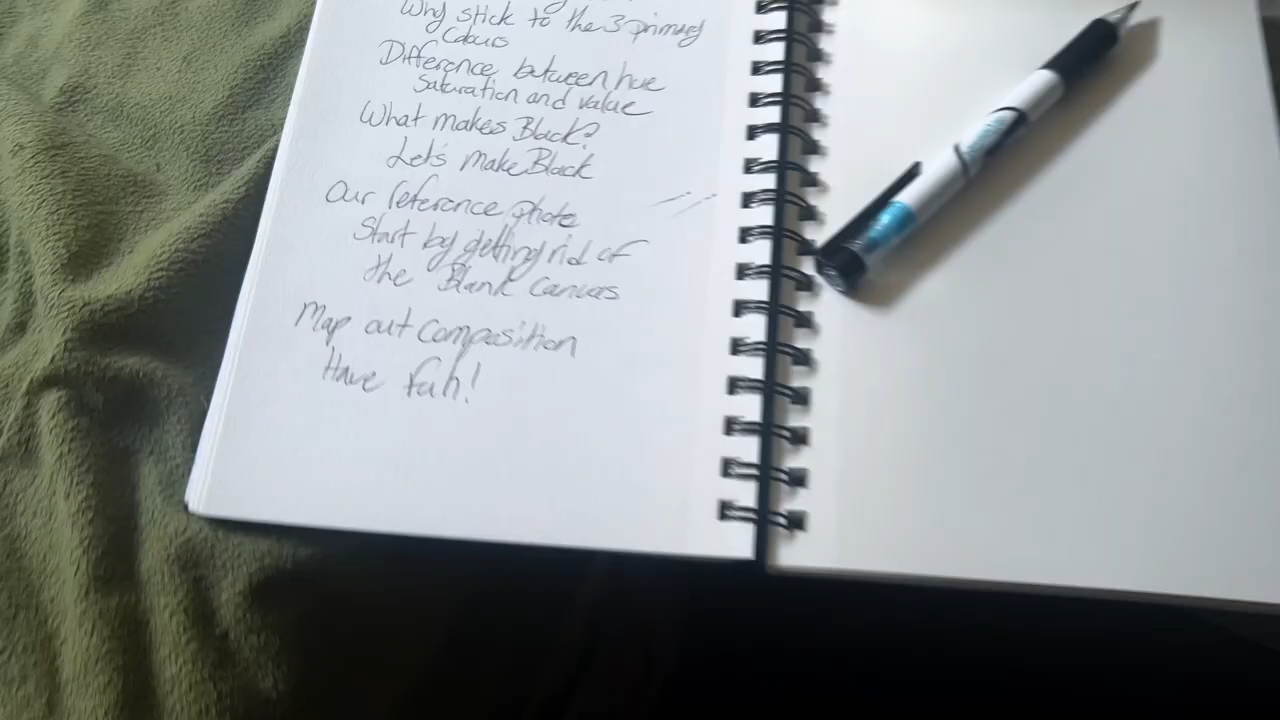 Why stick to the 3 primary
Colours
Difference between hue
Saturation and value
What makes Black?
Let's make Black
Our reference photo
Start by getting rid of
the Blank Canvas
Map out Composition
Have fun!